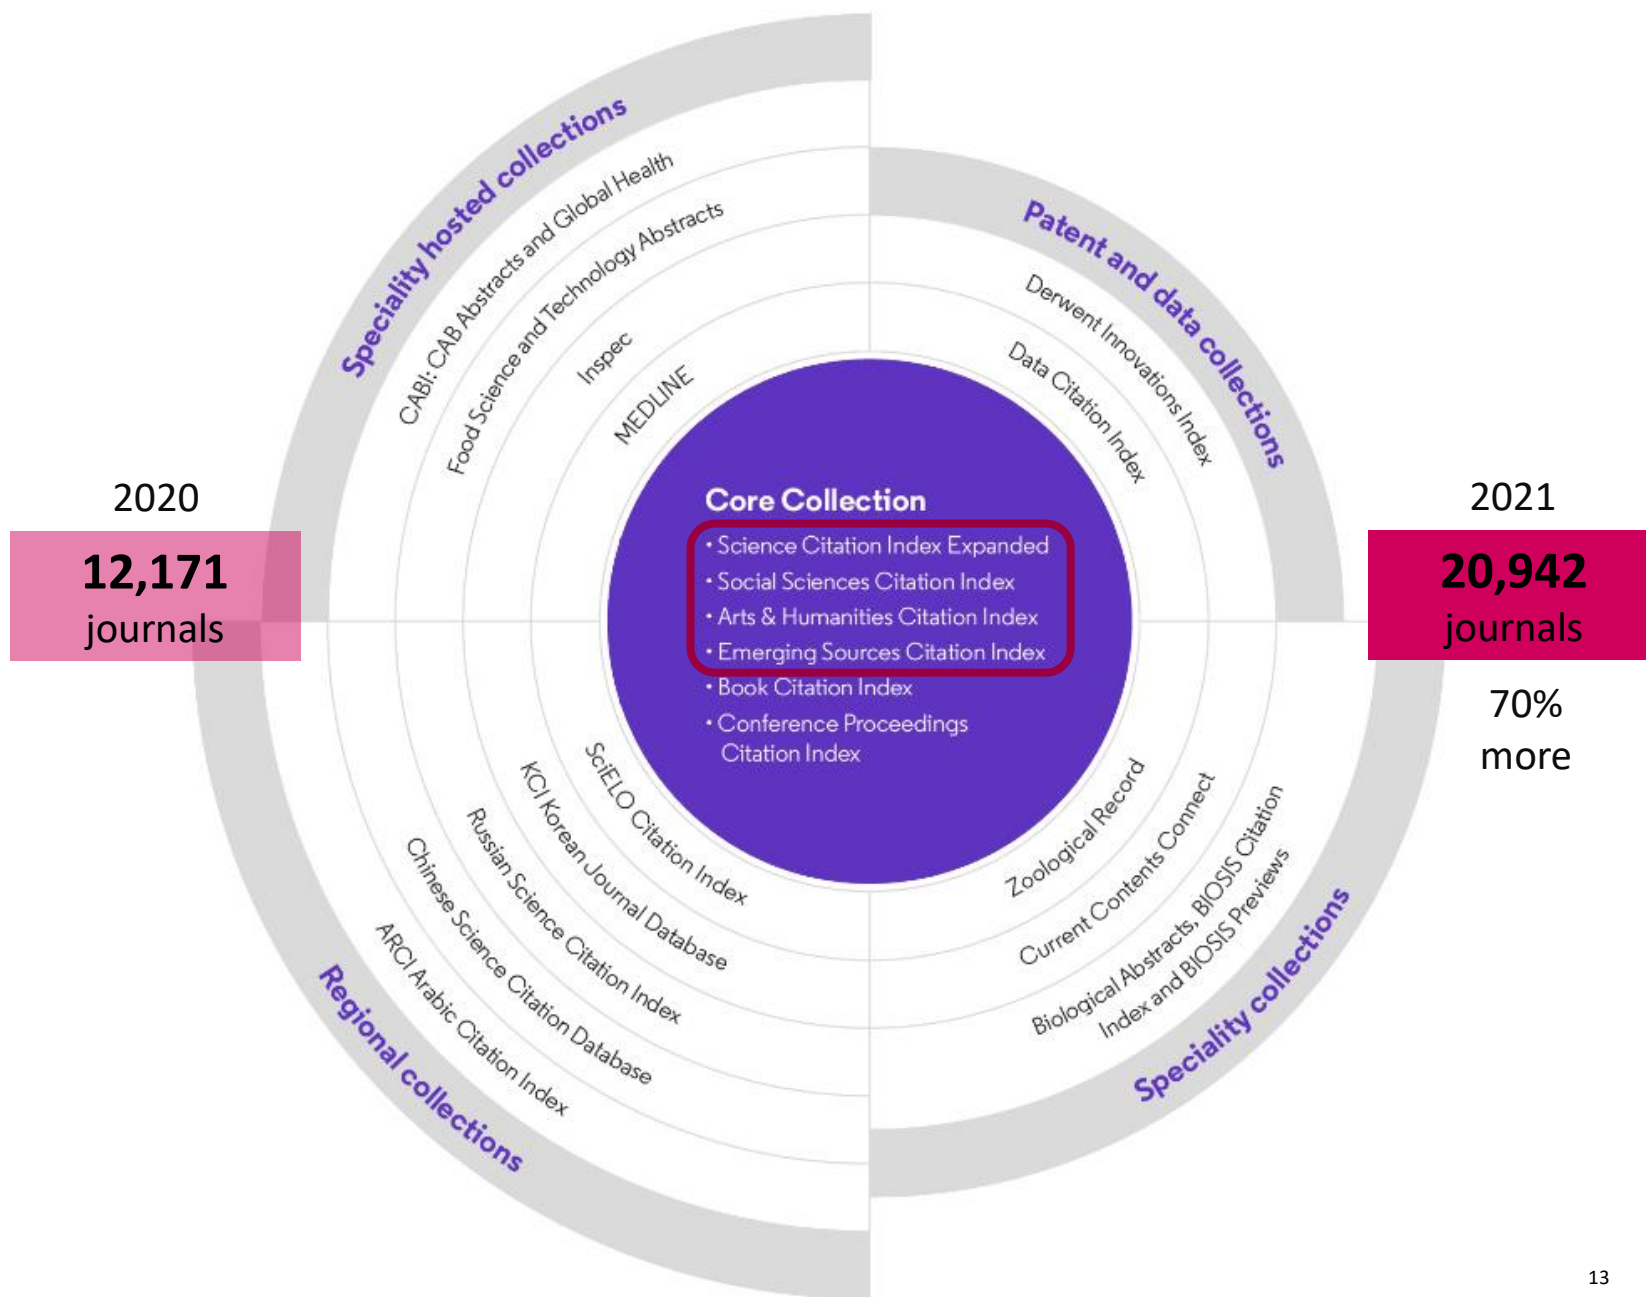 Speciality hosted collections
CABI: CAB Abstracts and Global Health
Food Science and Technology Abstracts
Inspec
MEDLINE
Patent and data collections
Derwent Innovations Index
Data Citation Index
2020
12,171
journals
Core Collection
• Science Citation Index Expanded
• Social Sciences Citation Index
• Arts & Humanities Citation Index
• Emerging Sources Citation Index
• Book Citation Index
• Conference Proceedings
Citation Index
2021
20,942
journals
70%
more
SciELO Citation Index
KCI Korean Journal Database
Russian Science Citation Index
Chinese Science Citation Database
ARCI Arabic Citation Index
Regional collections
Zoological Record
Current Contents Connect
Biological Abstracts, BIOSIS Citation
Index and BIOSIS Previews
Speciality collections
13